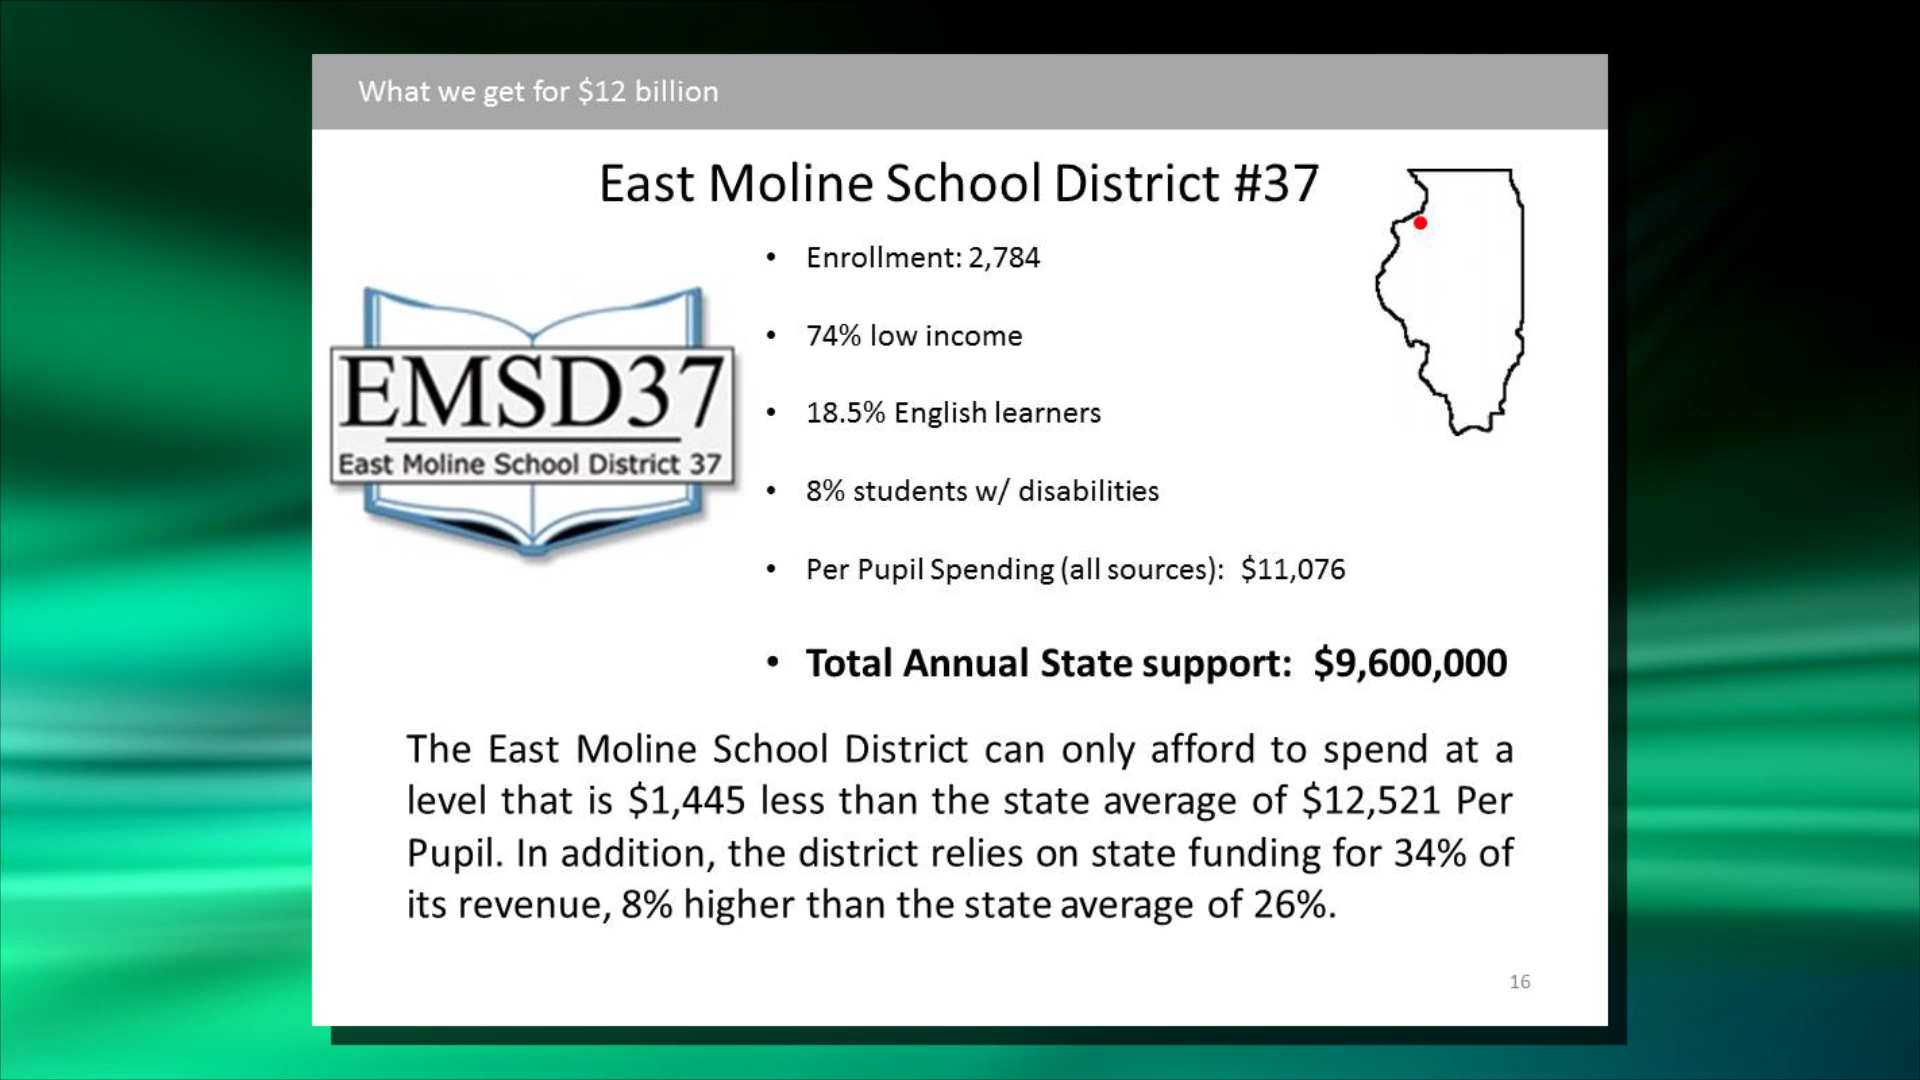 What we get for $12 billion
East Moline School District #37
• Enrollment: 2,784
• 74% low income
• 18.5% English learners
• 8% students w/ disabilities
• Per Pupil Spending (all sources): $11,076
• Total Annual State support: $9,600,000
EMSD37
East Moline School District 37
The East Moline School District can only afford to spend at a
level that is $1,445 less than the state average of $12,521 Per
Pupil. In addition, the district relies on state funding for 34% of
its revenue, 8% higher than the state average of 26%.
16